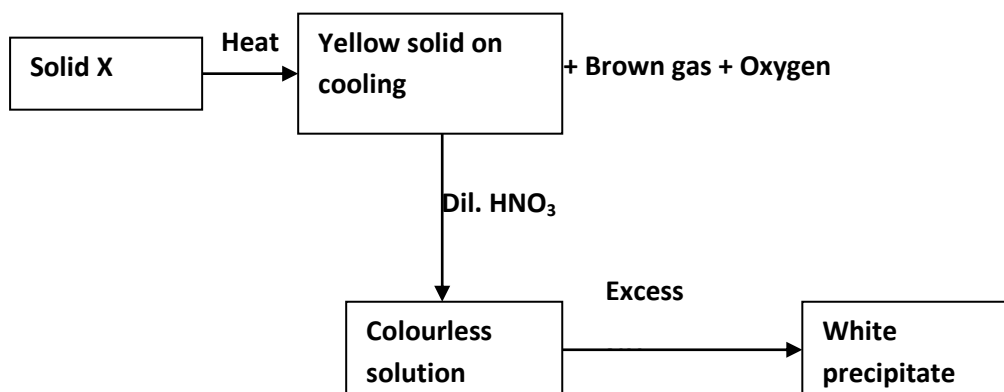 Solid X
Heat
Yellow solid on
cooling
+ Brown gas + Oxygen
Dil. HNO₃
Colourless
solution
Excess
White
precipitate